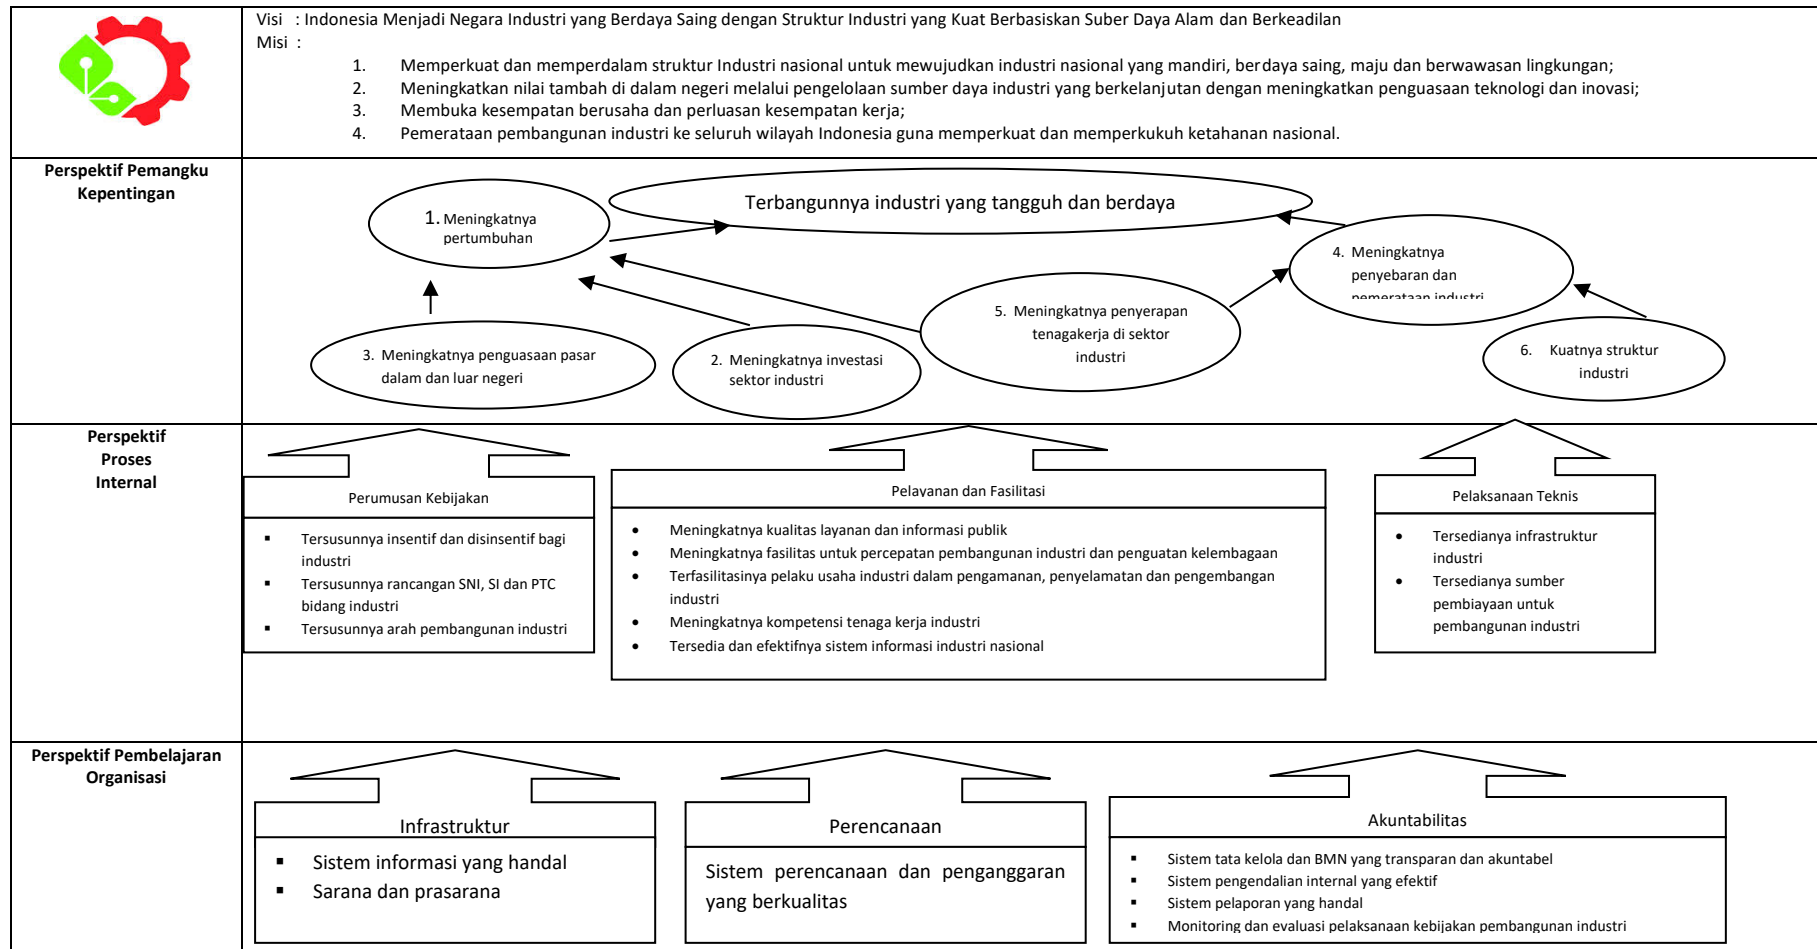 Visi : Indonesia Menjadi Negara Industri yang Berdaya Saing dengan Struktur Industri yang Kuat Berbasiskan Suber Daya Alam dan Berkeadilan
Misi :
1. Memperkuat dan memperdalam struktur Industri nasional untuk mewujudkan industri nasional yang mandiri, berdaya saing, maju dan berwawasan lingkungan;
2. Meningkatkan nilai tambah di dalam negeri melalui pengelolaan sumber daya industri yang berkelanjutan dengan meningkatkan penguasaan teknologi dan inovasi;
3. Membuka kesempatan berusaha dan perluasan kesempatan kerja;
4. Pemerataan pembangunan industri ke seluruh wilayah Indonesia guna memperkuat dan memperkukuh ketahanan nasional.
Perspektif Pemangku
Kepentingan
Terbangunnya industri yang tangguh dan berdaya
1. Meningkatnya
pertumbuhan
4. Meningkatnya
penyebaran dan
pemerataan industri
5. Meningkatnya penyerapan
tenagakerja di sektor
industri
3. Meningkatnya penguasaan pasar
dalam dan luar negeri
2. Meningkatnya investasi
sektor industri
6. Kuatnya struktur
industri
Perspektif
Proses
Internal
Perumusan Kebijakan
▪ Tersusunnya insentif dan disinsentif bagi
industri
▪ Tersusunnya rancangan SNI, SI dan PTC
bidang industri
▪ Tersusunnya arah pembangunan industri
Pelayanan dan Fasilitasi
• Meningkatnya kualitas layanan dan informasi publik
• Meningkatnya fasilitas untuk percepatan pembangunan industri dan penguatan kelembagaan
• Terfasilitasinya pelaku usaha industri dalam pengamanan, penyelamatan dan pengembangan
industri
• Meningkatnya kompetensi tenaga kerja industri
• Tersedia dan efektifnya sistem informasi industri nasional
Pelaksanaan Teknis
• Tersedianya infrastruktur
industri
• Tersedianya sumber
pembiayaan untuk
pembangunan industri
Perspektif Pembelajaran
Organisasi
Infrastruktur
▪ Sistem informasi yang handal
▪ Sarana dan prasarana
Perencanaan
Sistem perencanaan dan penganggaran
yang berkualitas
Akuntabilitas
▪ Sistem tata kelola dan BMN yang transparan dan akuntabel
▪ Sistem pengendalian internal yang efektif
▪ Sistem pelaporan yang handal
▪ Monitoring dan evaluasi pelaksanaan kebijakan pembangunan industri